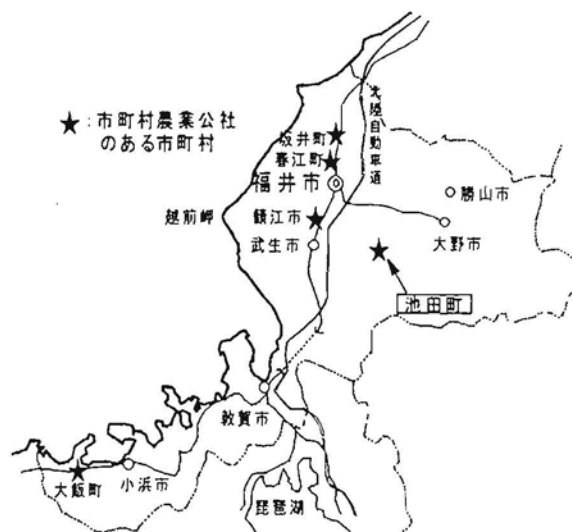 ★:市町村農業公社
のある市町村
北陸自動車道
坂井町
春江町
福井市
勝山市
越前岬
鯖江市
武生市
大野市
池田町
敦賀市
大飯町
小浜市
琵琶湖